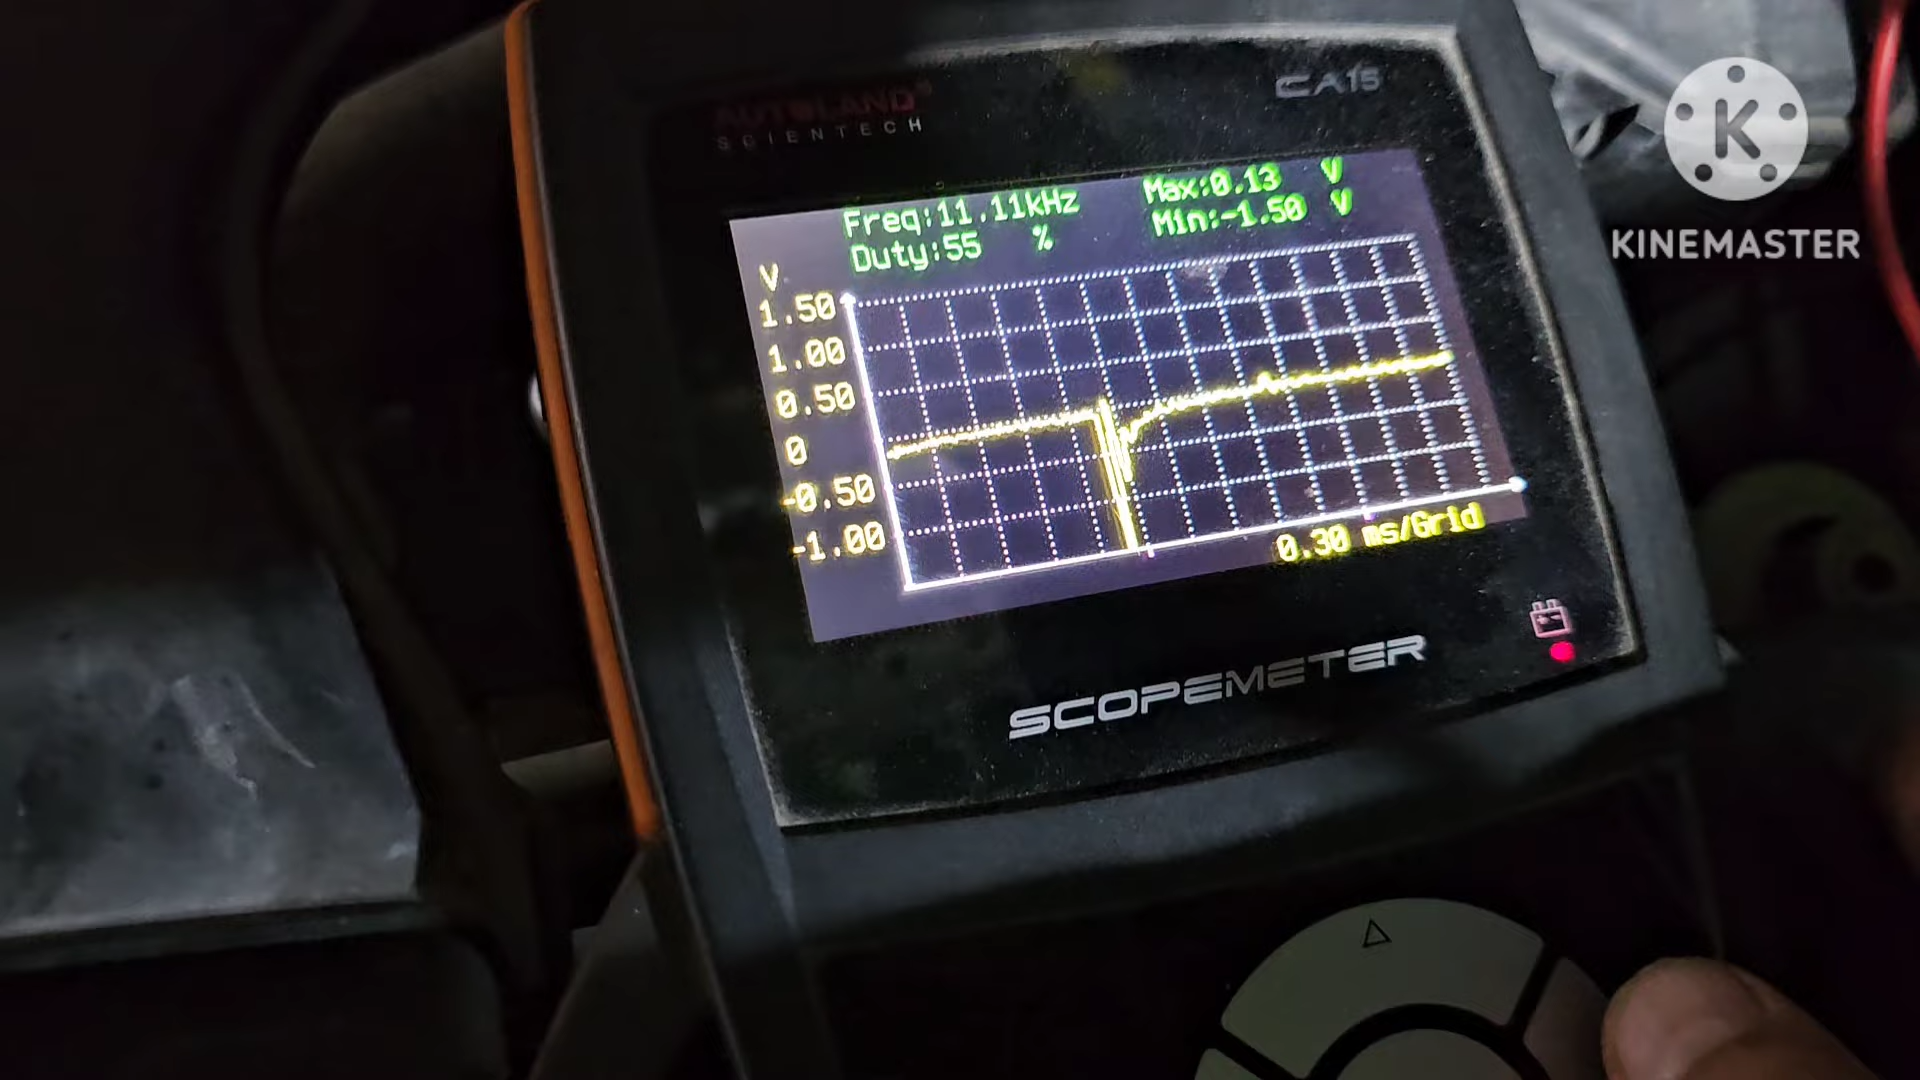 AUTOLAND
SCIENTECH
CA15
K
KINEMASTER
Freq:11.11kHz
Max:0.13 V
Duty:55 %
Min:-1.50 V
V
1.50
1.00
0.50
0
-0.50
-1.00
0.30 ms/Grid
SCOPEMETER